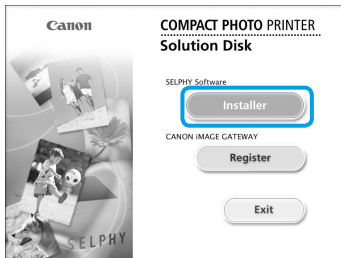 Canon
COMPACT PHOTO PRINTER
Solution Disk
SELPHY Software
Installer
CANON iMAGE GATEWAY
Register
Exit
SELPHY